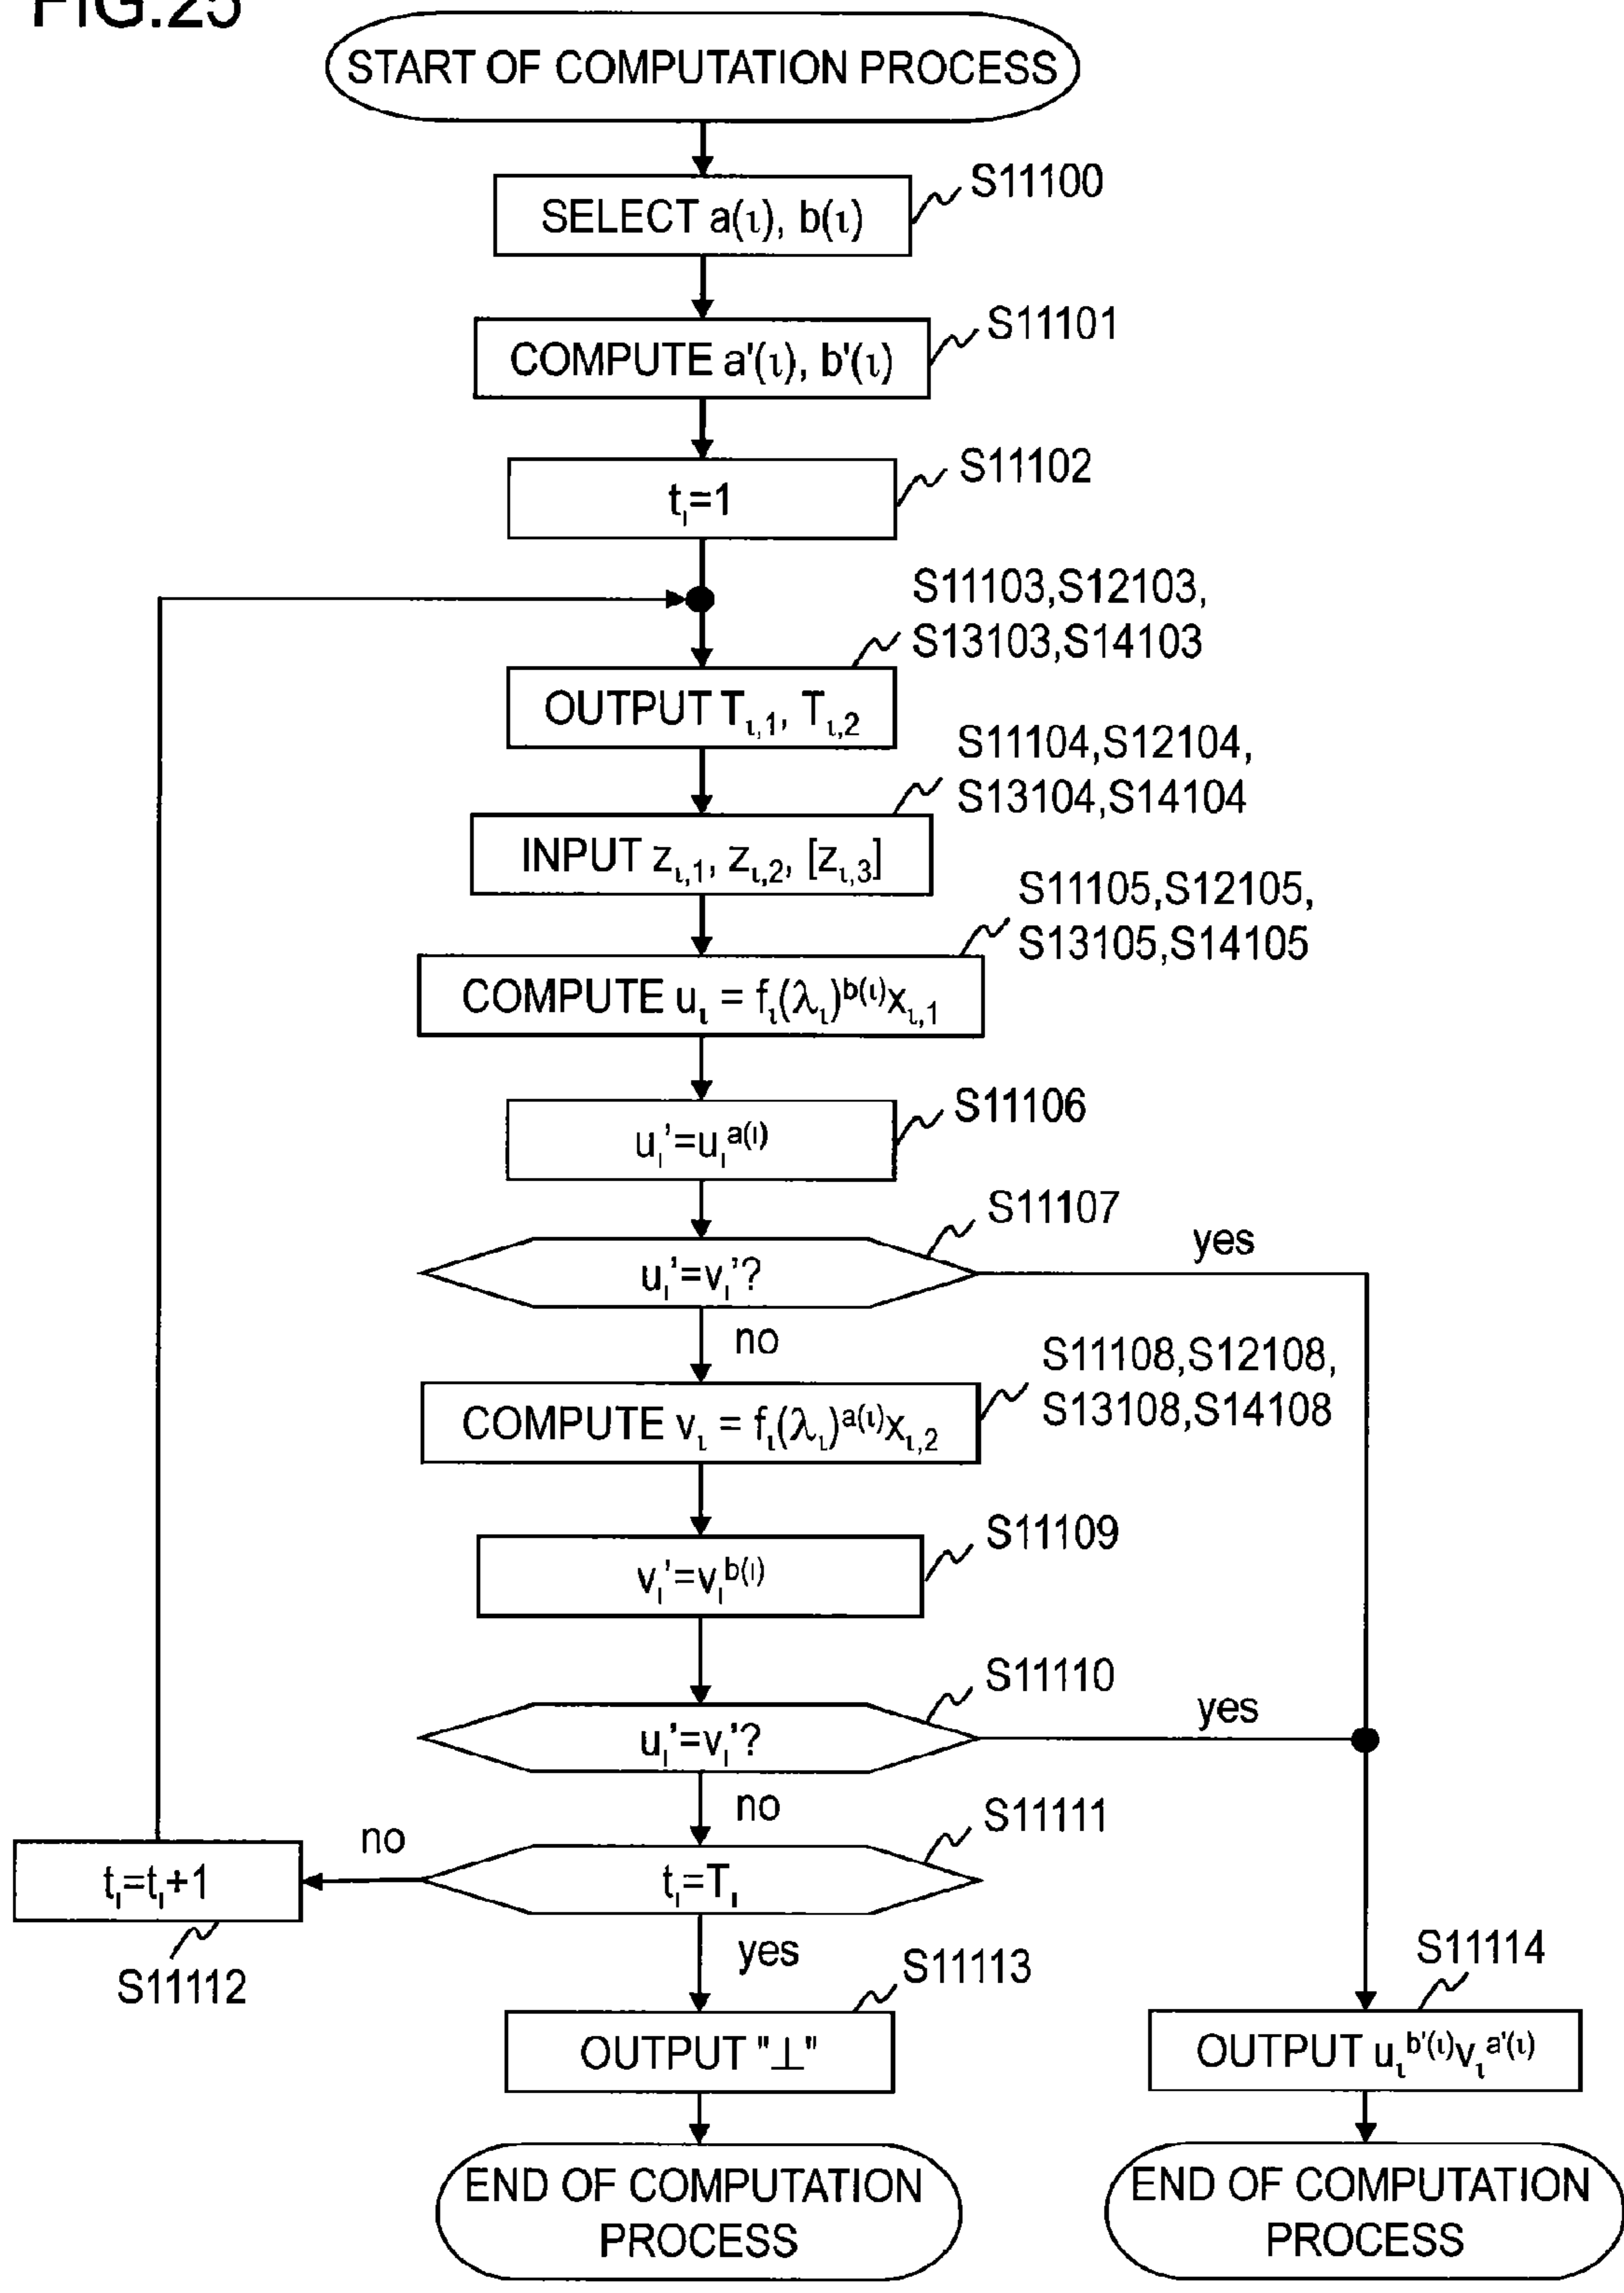 FIG.25
START OF COMPUTATION PROCESS
S11100
SELECT a(ι), b(ι)
S11101
COMPUTE a'(ι), b'(ι)
S11102
tι=1
S11103,S12103,
S13103,S14103
OUTPUT Tι,1, Tι,2
S11104,S12104,
S13104,S14104
INPUT zι,1, zι,2, [zι,3]
S11105,S12105,
S13105,S14105
COMPUTE uι = fι(λι)^b(ι)xι,1
S11106
uι'=uι^a(ι)
S11107
uι'=vι'?
yes
no
S11108,S12108,
S13108,S14108
COMPUTE vι = fι(λι)^a(ι)xι,2
S11109
vι'=vι^b(ι)
S11110
uι'=vι'?
yes
no
S11111
tι=Tι
no
tι=tι+1
S11112
yes
S11113
OUTPUT "⊥"
S11114
OUTPUT uι^b'(ι)vι^a'(ι)
END OF COMPUTATION
PROCESS
END OF COMPUTATION
PROCESS